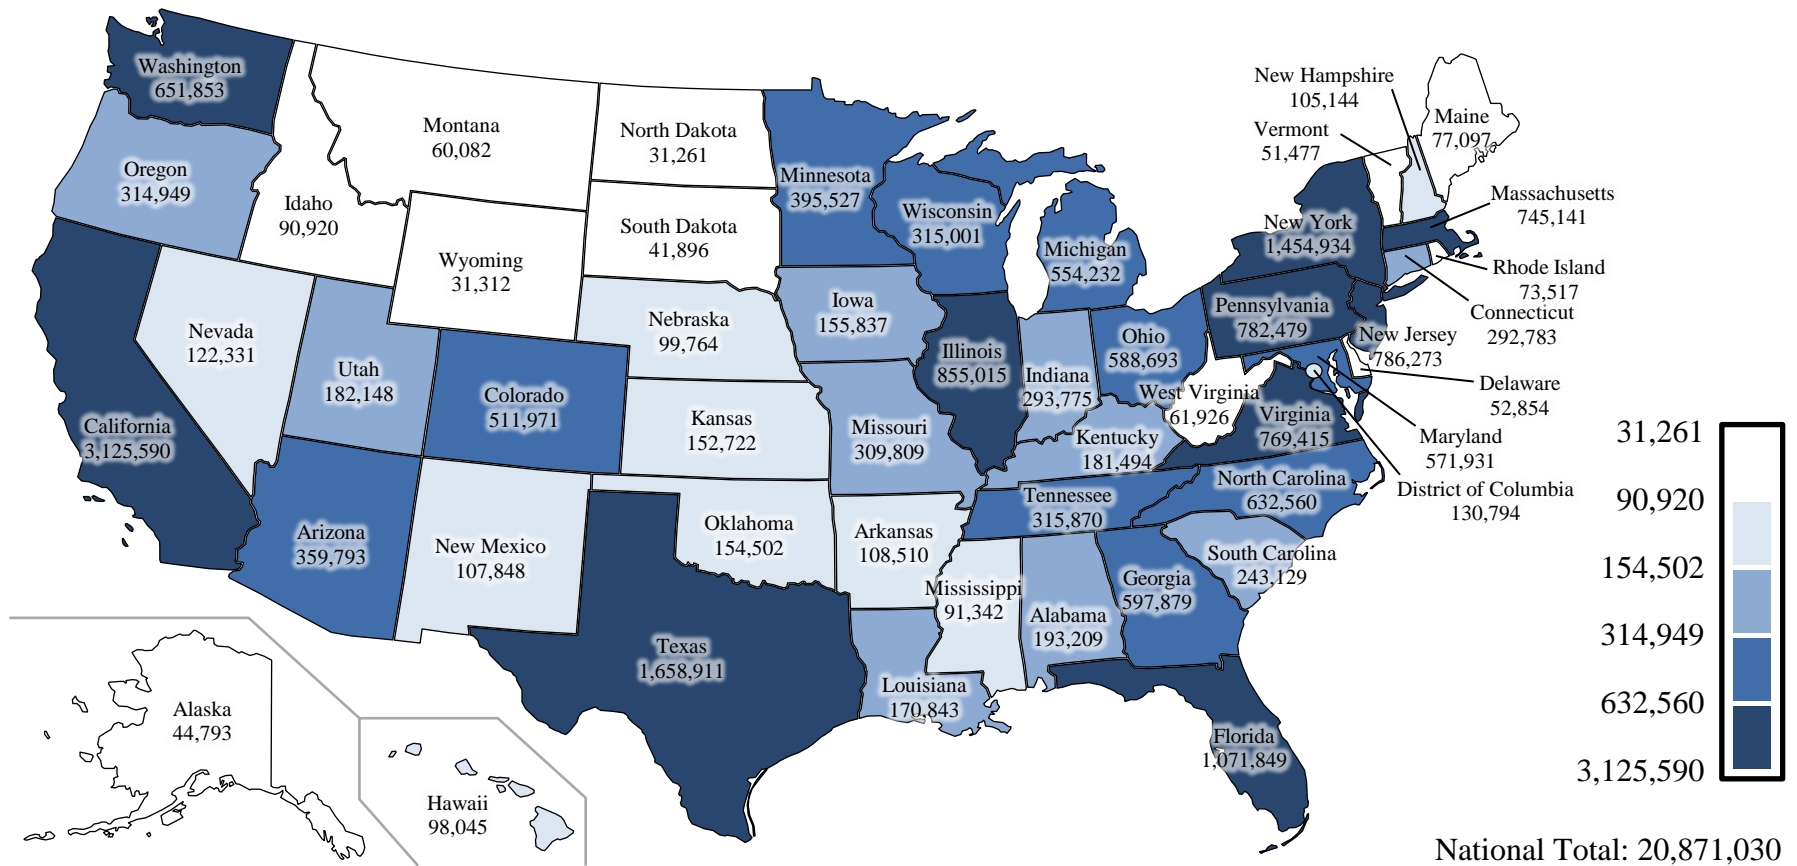 Washington
651,853
Oregon
314,949
Idaho
90,920
Montana
60,082
North Dakota
31,261
South Dakota
41,896
Wyoming
31,312
Minnesota
395,527
Wisconsin
315,001
Michigan
554,232
New Hampshire
105,144
Vermont
51,477
Maine
77,097
Massachusetts
745,141
New York
1,454,934
Rhode Island
73,517
Connecticut
292,783
Pennsylvania
782,479
New Jersey
786,273
Delaware
52,854
Maryland
571,931
District of Columbia
130,794
Nevada
122,331
Utah
182,148
Colorado
511,971
California
3,125,590
Nebraska
99,764
Iowa
155,837
Illinois
855,015
Indiana
293,775
Ohio
588,693
West Virginia
61,926
Virginia
769,415
Kansas
152,722
Missouri
309,809
Kentucky
181,494
North Carolina
632,560
Tennessee
315,870
Arizona
359,793
New Mexico
107,848
Oklahoma
154,502
Arkansas
108,510
Mississippi
91,342
Alabama
193,209
Georgia
597,879
South Carolina
243,129
Texas
1,658,911
Louisiana
170,843
Florida
1,071,849
Alaska
44,793
Hawaii
98,045
31,261
90,920
154,502
314,949
632,560
3,125,590
National Total: 20,871,030